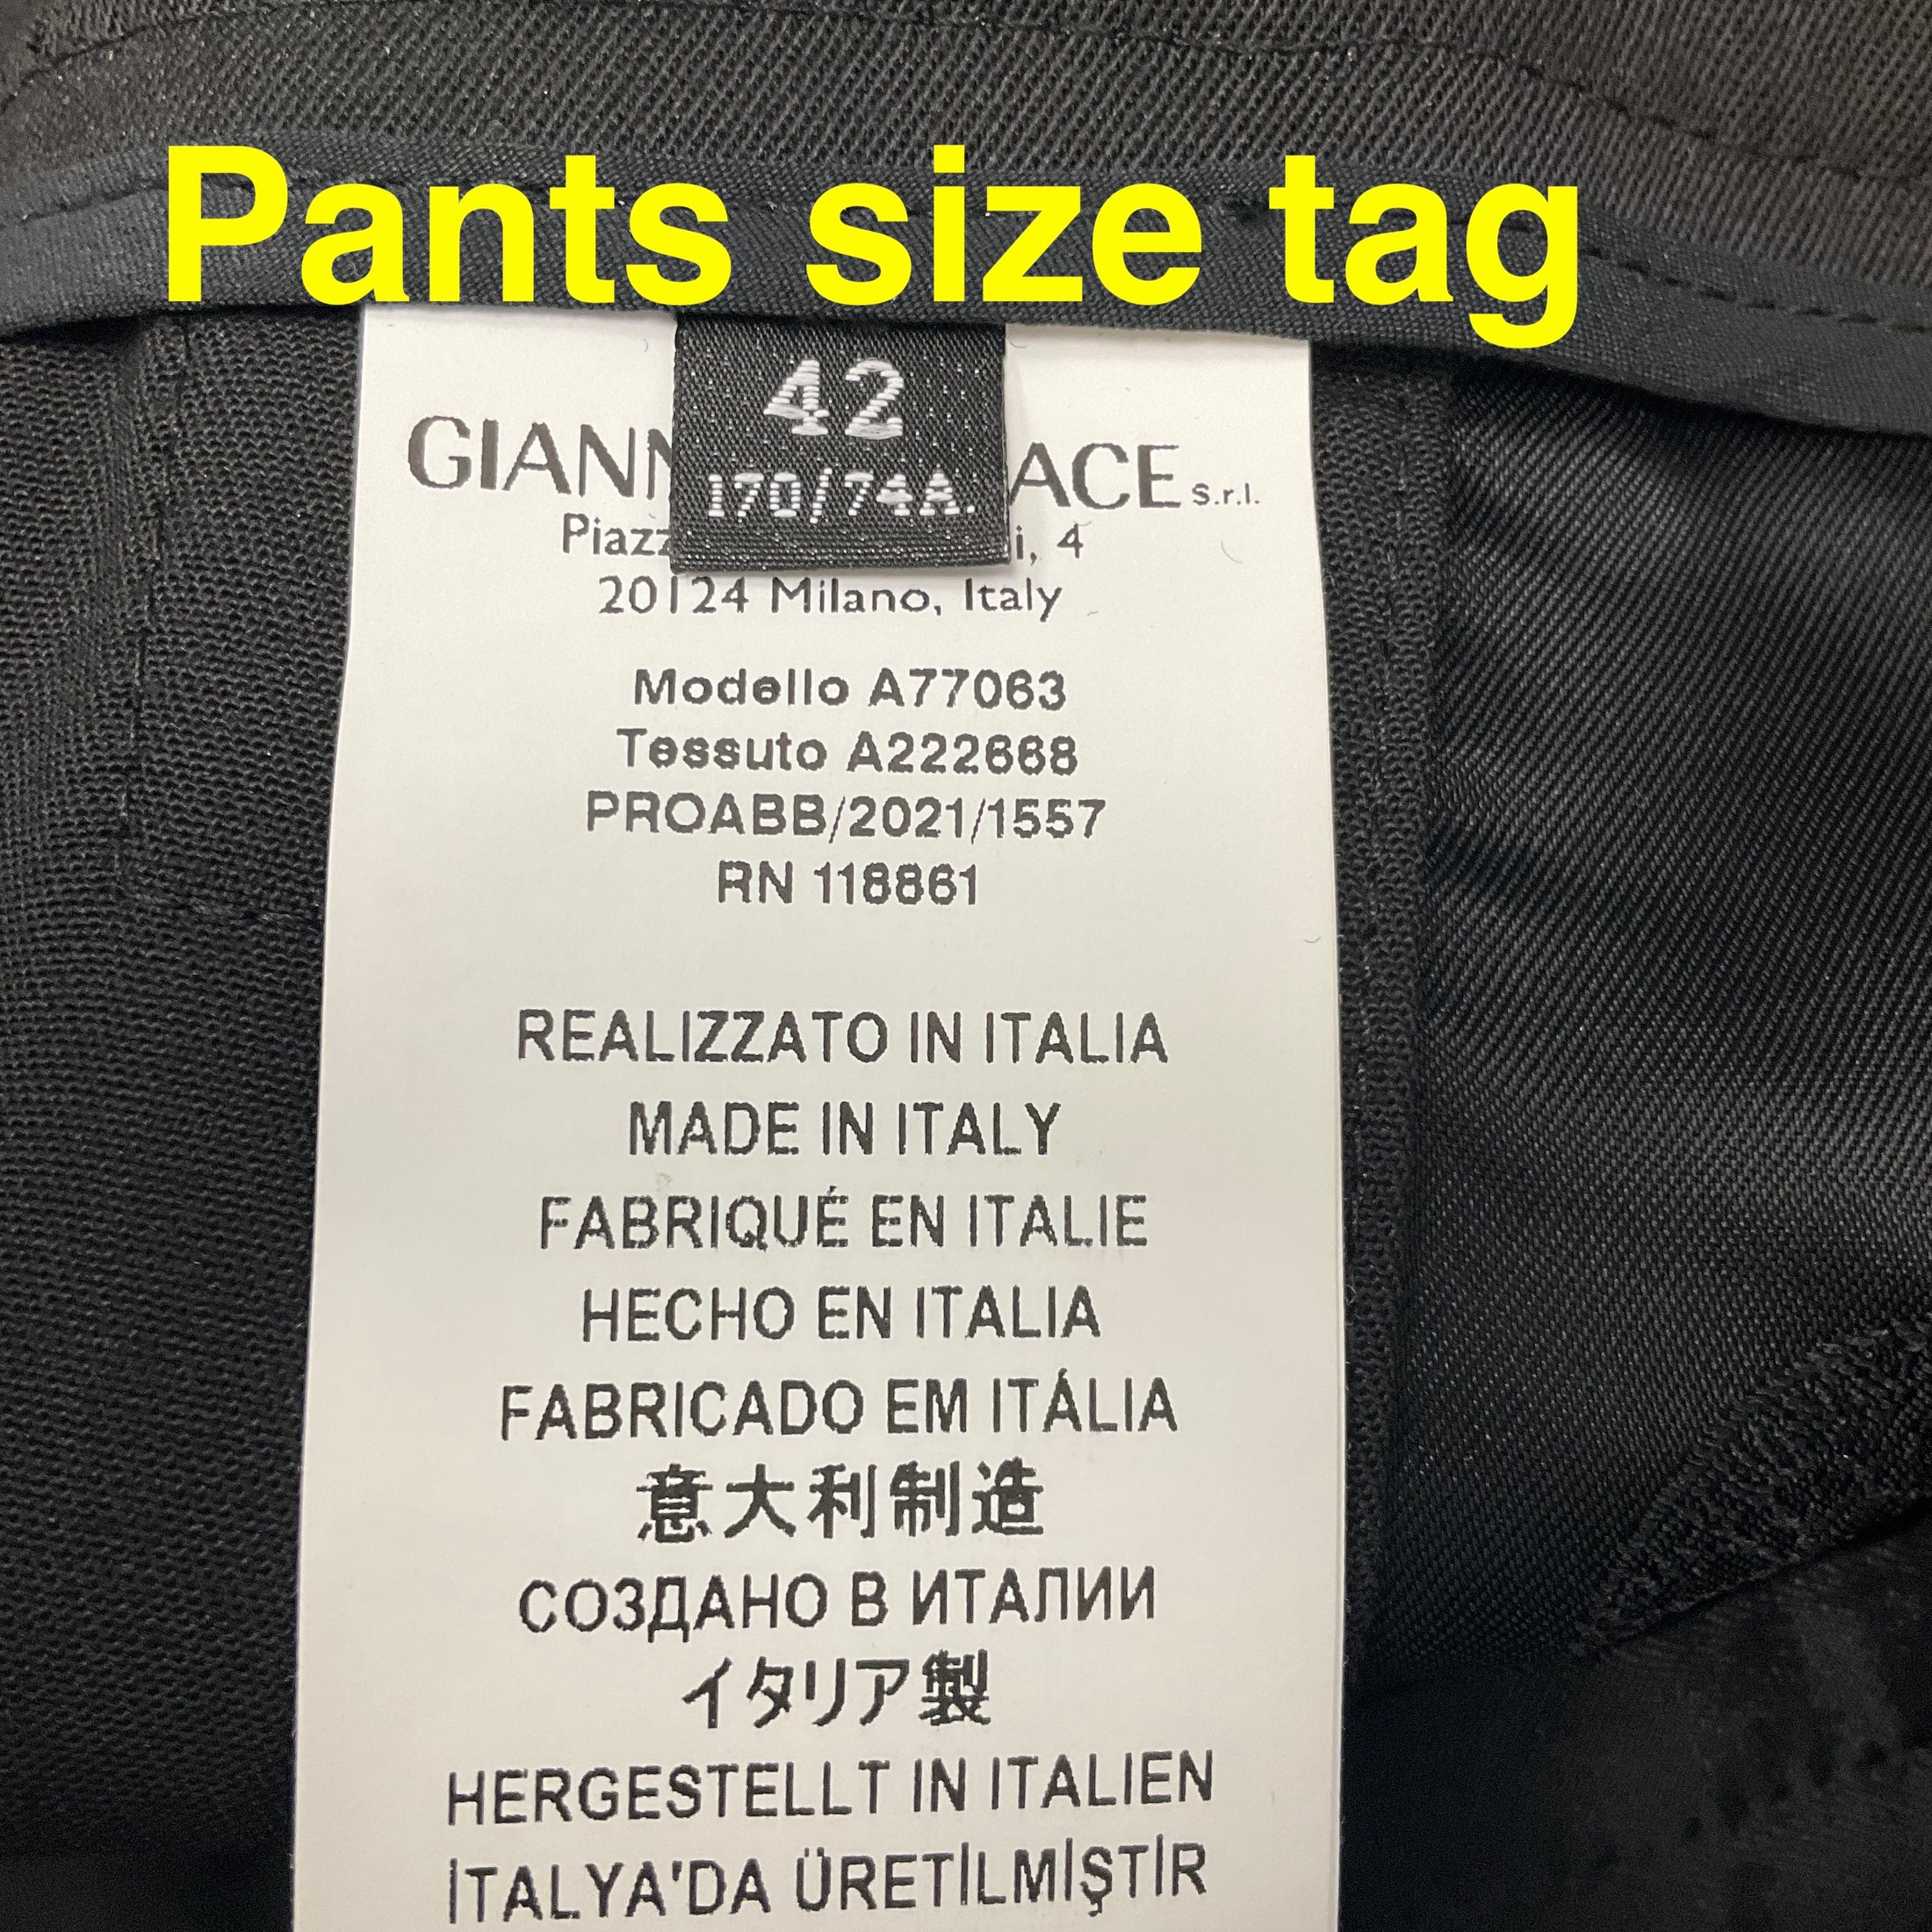 Pants size tag
42
170/74A.
GIANN ACE s.r.l.
Piazz i, 4
20124 Milano, Italy
Modello A77063
Tessuto A222668
PROABB/2021/1557
RN 118861
REALIZZATO IN ITALIA
MADE IN ITALY
FABRIQUÉ EN ITALIE
HECHO EN ITALIA
FABRICADO EM ITÁLIA
意大利制造
СОЗДАНО В ИТАЛИИ
イタリア製
HERGESTELLT IN ITALIEN
İTALYA'DA ÜRETİLMİŞTİR